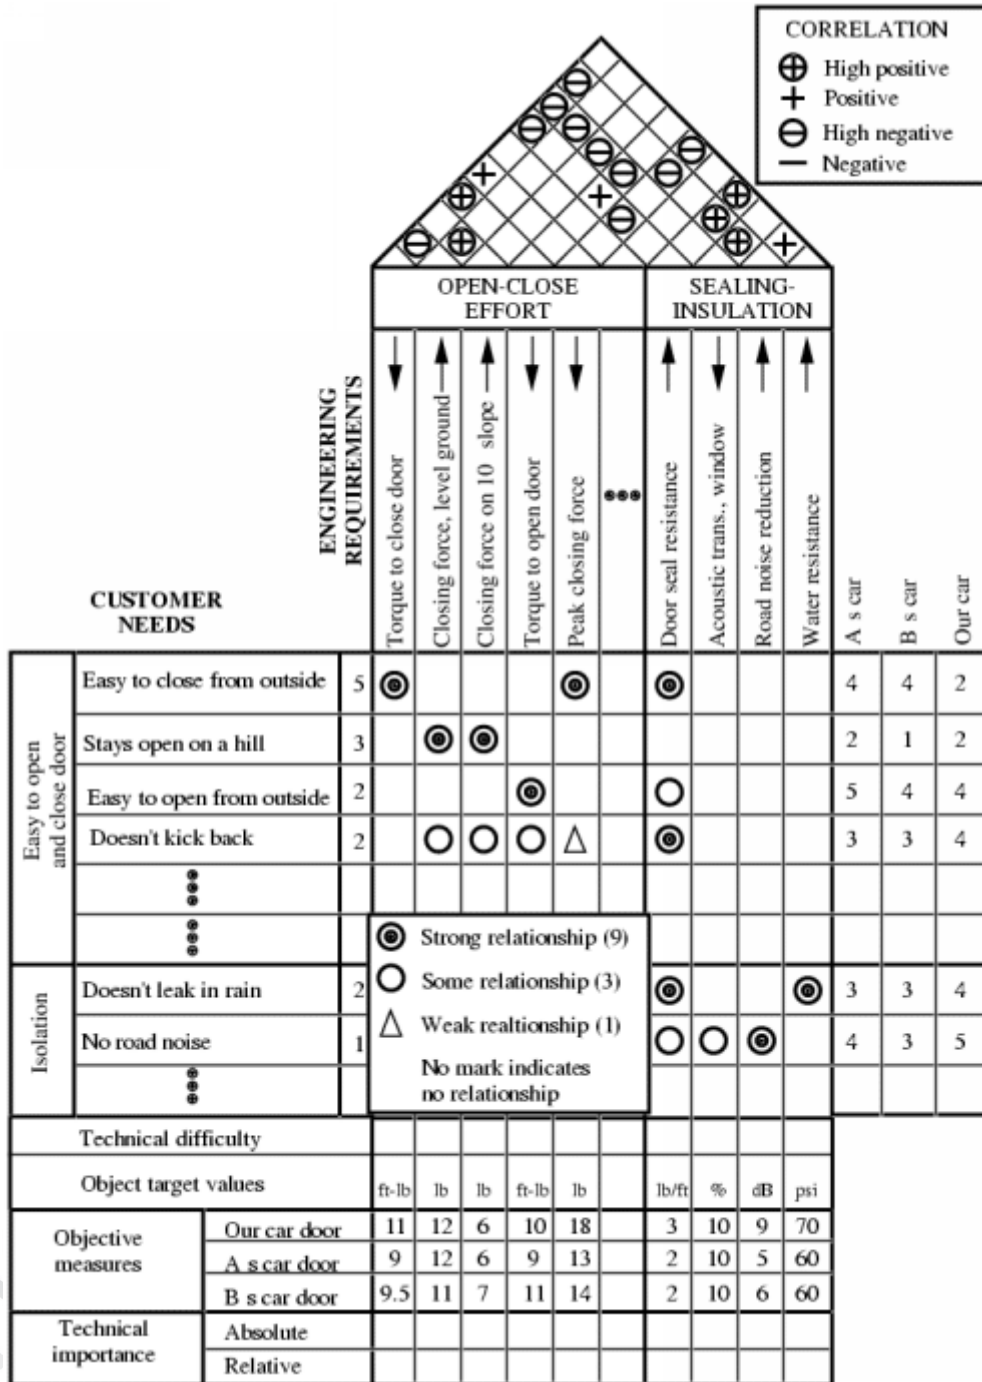 CORRELATION
High positive
Positive
High negative
Negative
OPEN-CLOSE
EFFORT
SEALING-
INSULATION
ENGINEERING
REQUIREMENTS
Torque to close door
Closing force, level ground
Closing force on 10 slope
Torque to open door
Peak closing force
Door seal resistance
Acoustic trans., window
Road noise reduction
Water resistance
A s car
B s car
Our car
CUSTOMER
NEEDS
Easy to open
and close door
Easy to close from outside 5 4 4 2
Stays open on a hill 3 2 1 2
Easy to open from outside 2 5 4 4
Doesn't kick back 2 3 3 4
Strong relationship (9)
Some relationship (3)
Weak realtionship (1)
No mark indicates
no relationship
Isolation
Doesn't leak in rain 2 3 3 4
No road noise 1 4 3 5
Technical difficulty
Object target values ft-lb lb lb ft-lb lb lb/ft % dB psi
Objective
measures
Our car door 11 12 6 10 18 3 10 9 70
A s car door 9 12 6 9 13 2 10 5 60
B s car door 9.5 11 7 11 14 2 10 6 60
Technical
importance
Absolute
Relative